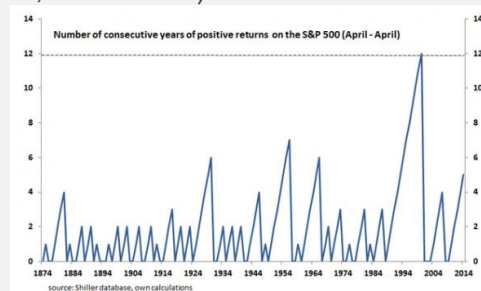 Number of consecutive years of positive returns on the S&P 500 (April - April)
14 14
12 12
10 10
8 8
6 6
4 4
2 2
0 0
1874 1884 1894 1904 1914 1924 1934 1944 1954 1964 1974 1984 1994 2004 2014
source: Shiller database, own calculations